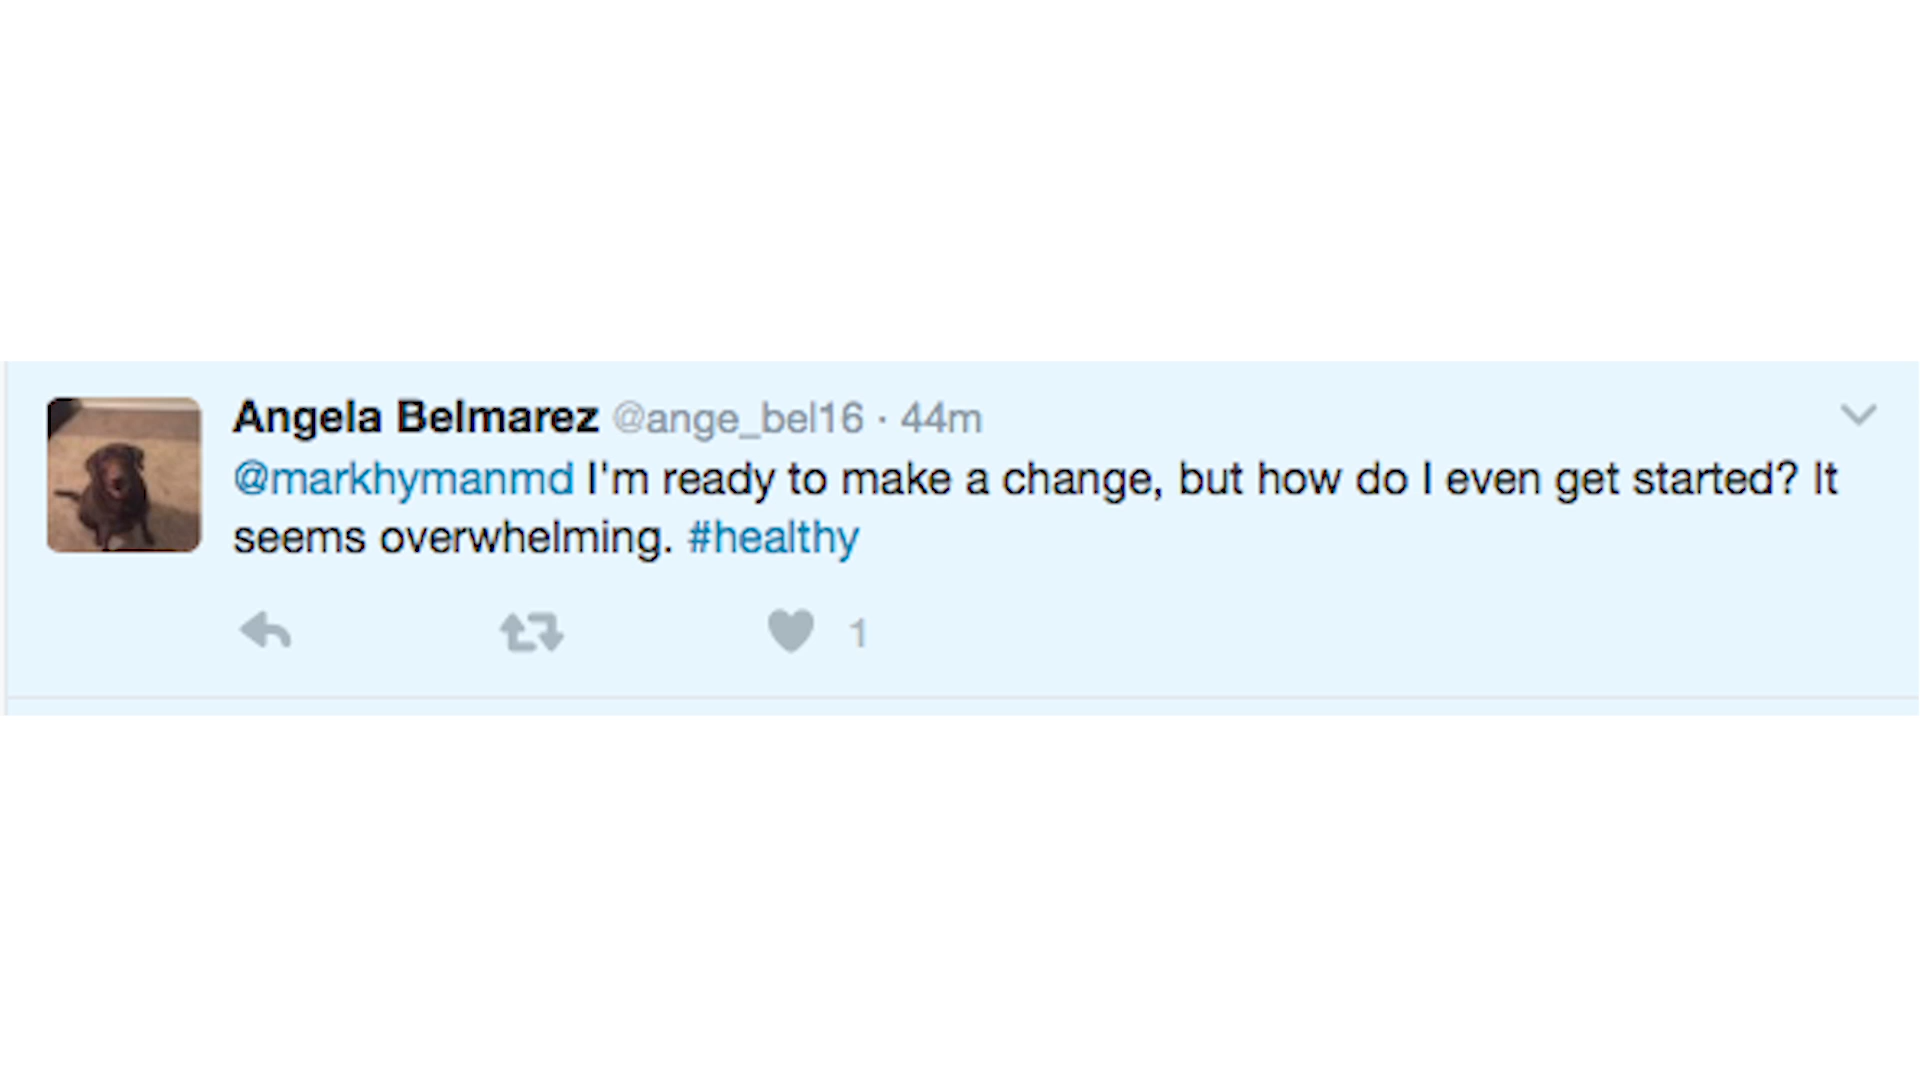 Angela Belmarez @ange_bel16 · 44m
@markhymanmd I'm ready to make a change, but how do I even get started? It
seems overwhelming. #healthy
1